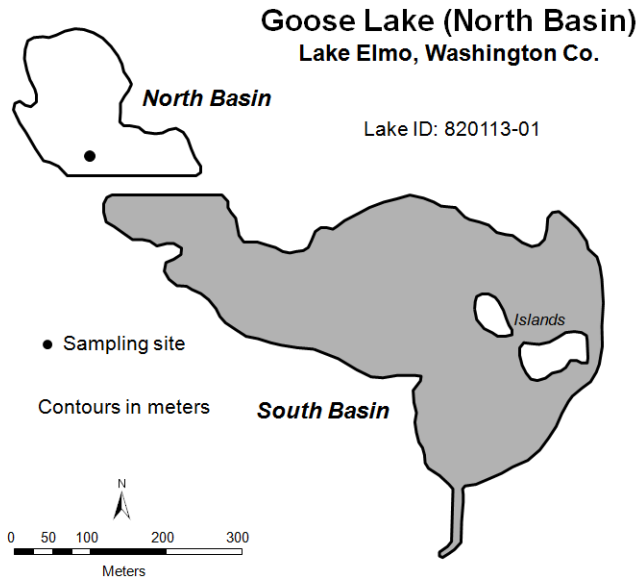 Goose Lake (North Basin)
Lake Elmo, Washington Co.
North Basin
Lake ID: 820113-01
Islands
Sampling site
Contours in meters
South Basin
N
0 50 100 200 300
Meters